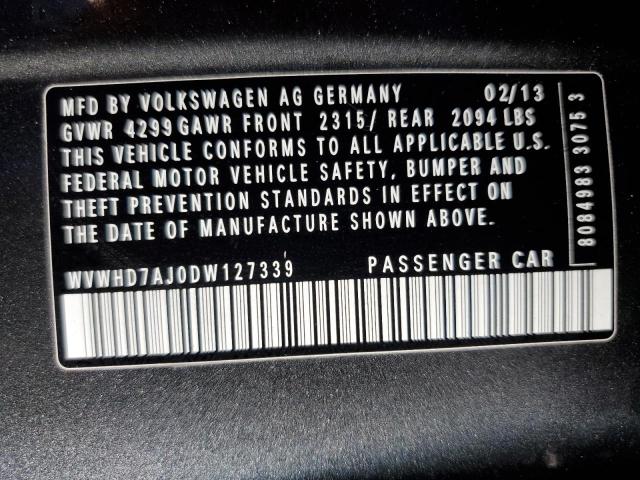 MFD BY VOLKSWAGEN AG GERMANY 02/13
GVWR 4299 GAWR FRONT 2315/ REAR 2094 LBS
THIS VEHICLE CONFORMS TO ALL APPLICABLE U.S.
FEDERAL MOTOR VEHICLE SAFETY, BUMPER AND
THEFT PREVENTION STANDARDS IN EFFECT ON
THE DATE OF MANUFACTURE SHOWN ABOVE.
WVWHD7AJ0DW127339 PASSENGER CAR
8084983 3075 3